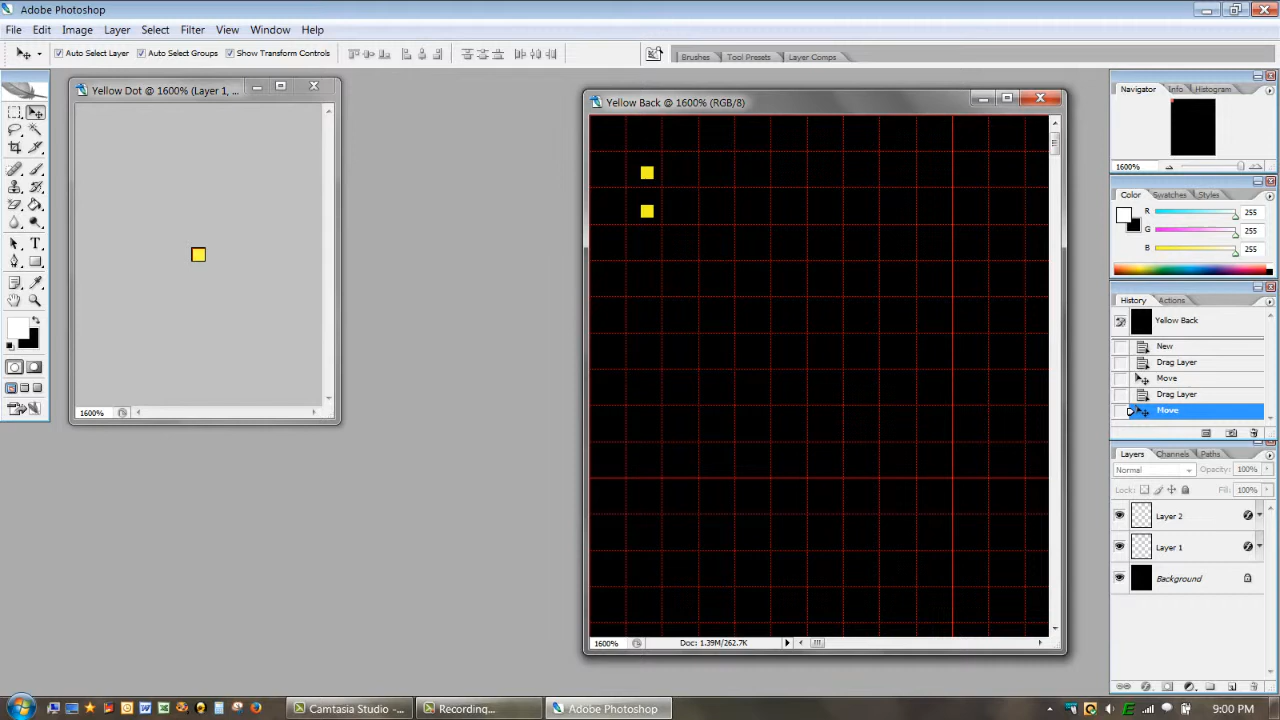 Adobe Photoshop
File Edit Image Layer Select Filter View Window Help
Auto Select Layer Auto Select Groups Show Transform Controls
Brushes Tool Presets Layer Comps
Yellow Dot @ 1600% (Layer 1, ...
1600%
Yellow Back @ 1600% (RGB/8)
1600% Doc: 1.39M/262.7K
Navigator Info Histogram
1600%
Color Swatches Styles
R 255
G 255
B 255
History Actions
Yellow Back
New
Drag Layer
Move
Drag Layer
Move
Layers Channels Paths
Normal Opacity: 100%
Lock: Fill: 100%
Layer 2
Layer 1
Background
Camtasia Studio -... Recording... Adobe Photoshop 9:00 PM